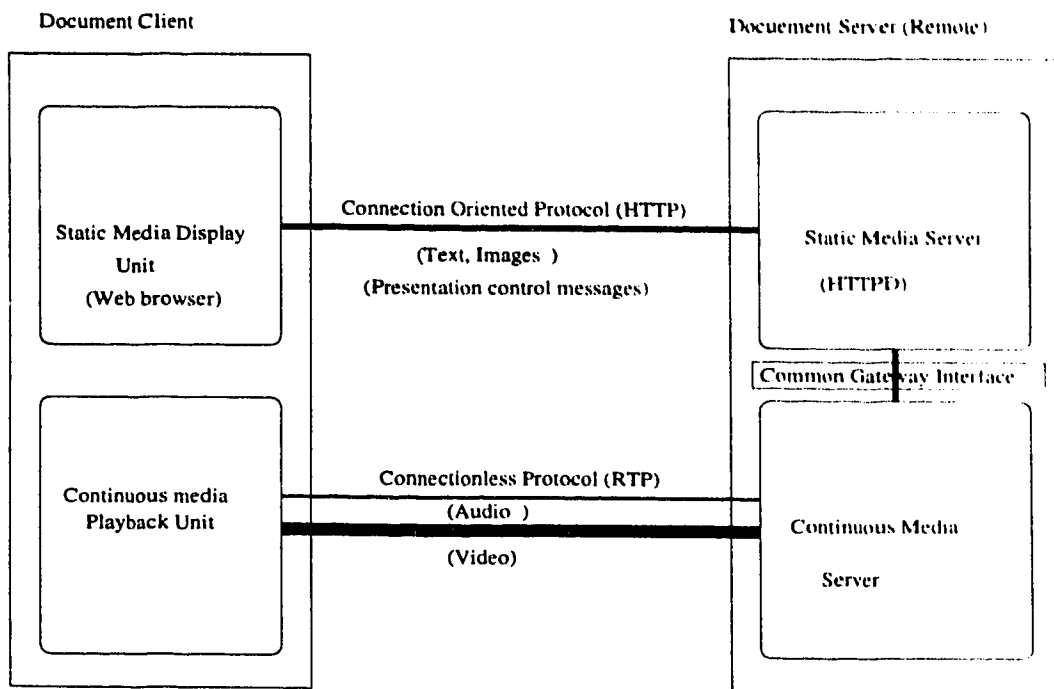 Document Client
Docuement Server (Remote)
Connection Oriented Protocol (HTTP)
Static Media Display
Unit
(Web browser)
(Text, Images )
(Presentation control messages)
Static Media Server
(HTTPD)
Common Gateway Interface
Connectionless Protocol (RTP)
Continuous media
Playback Unit
(Audio )
(Video)
Continuous Media
Server